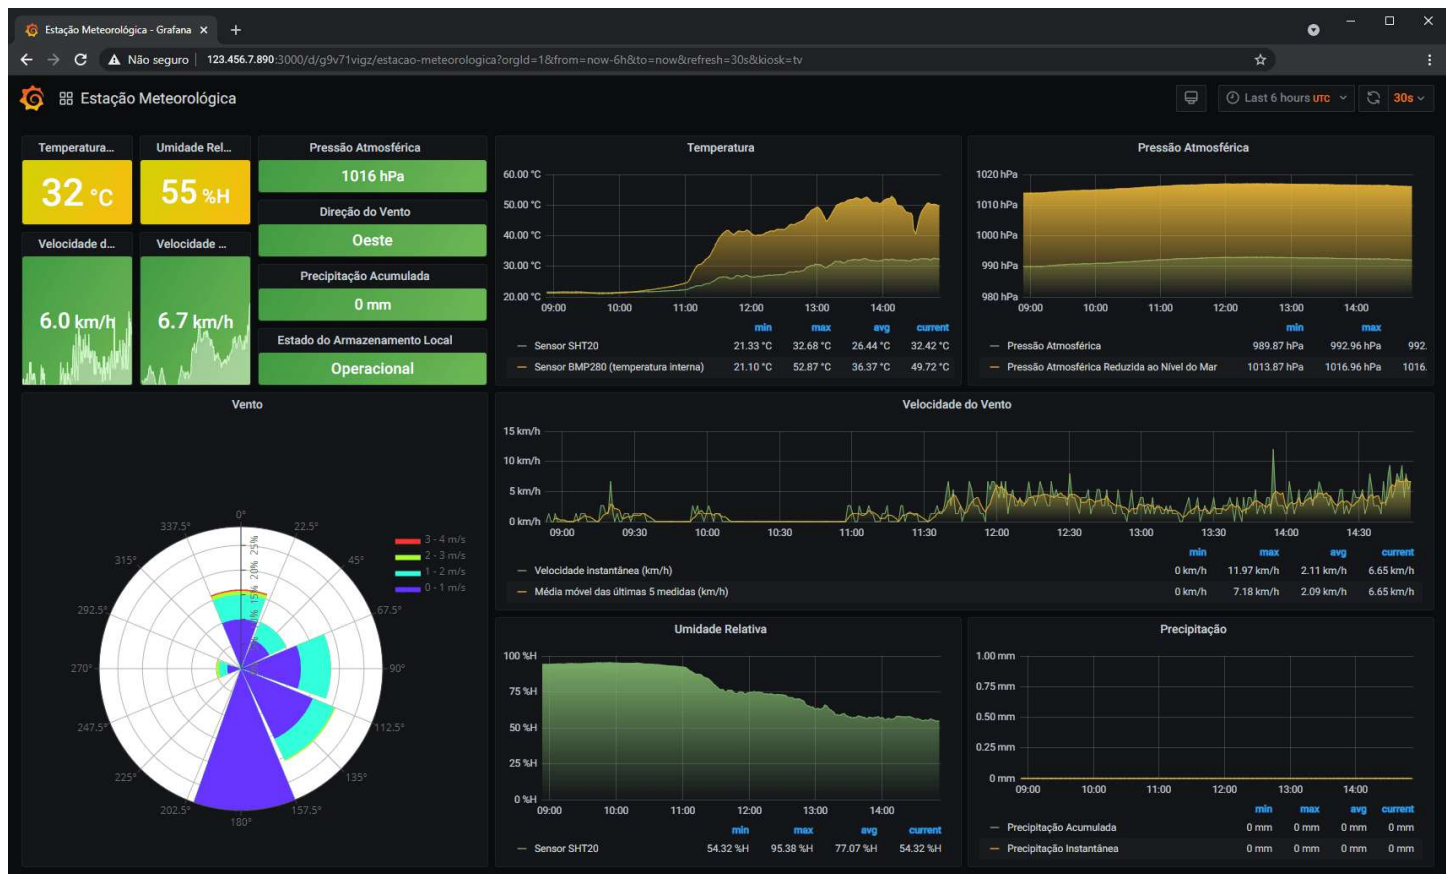 Estação Meteorológica - Grafana
Não seguro 123.456.7.890:3000/d/g9v71vigz/estacao-meteorologica?orgId=1&from=now-6h&to=now&refresh=30s&kiosk=tv
Estação Meteorológica
Last 6 hours UTC
30s
Temperatura...
32 °C
Umidade Rel...
55 %H
Velocidade d...
6.0 km/h
Velocidade ...
6.7 km/h
Pressão Atmosférica
1016 hPa
Direção do Vento
Oeste
Precipitação Acumulada
0 mm
Estado do Armazenamento Local
Operacional
Temperatura
60.00 °C
50.00 °C
40.00 °C
30.00 °C
20.00 °C
09:00 10:00 11:00 12:00 13:00 14:00
min max avg current
Sensor SHT20 21.33 °C 32.68 °C 26.44 °C 32.42 °C
Sensor BMP280 (temperatura interna) 21.10 °C 52.87 °C 36.37 °C 49.72 °C
Pressão Atmosférica
1020 hPa
1010 hPa
1000 hPa
990 hPa
980 hPa
09:00 10:00 11:00 12:00 13:00 14:00
min max
Pressão Atmosférica 989.87 hPa 992.96 hPa 992.
Pressão Atmosférica Reduzida ao Nível do Mar 1013.87 hPa 1016.96 hPa 1016.
Vento
0°
22.5°
45°
67.5°
90°
112.5°
135°
157.5°
180°
202.5°
225°
247.5°
270°
292.5°
315°
337.5°
25%
20%
15%
3 - 4 m/s
2 - 3 m/s
1 - 2 m/s
0 - 1 m/s
Velocidade do Vento
15 km/h
10 km/h
5 km/h
0 km/h
09:00 09:30 10:00 10:30 11:00 11:30 12:00 12:30 13:00 13:30 14:00 14:30
min max avg current
Velocidade instantânea (km/h) 0 km/h 11.97 km/h 2.11 km/h 6.65 km/h
Média móvel das últimas 5 medidas (km/h) 0 km/h 7.18 km/h 2.09 km/h 6.65 km/h
Umidade Relativa
100 %H
75 %H
50 %H
25 %H
0 %H
09:00 10:00 11:00 12:00 13:00 14:00
min max avg current
Sensor SHT20 54.32 %H 95.38 %H 77.07 %H 54.32 %H
Precipitação
1.00 mm
0.75 mm
0.50 mm
0.25 mm
0 mm
09:00 10:00 11:00 12:00 13:00 14:00
min max avg current
Precipitação Acumulada 0 mm 0 mm 0 mm 0 mm
Precipitação Instantânea 0 mm 0 mm 0 mm 0 mm